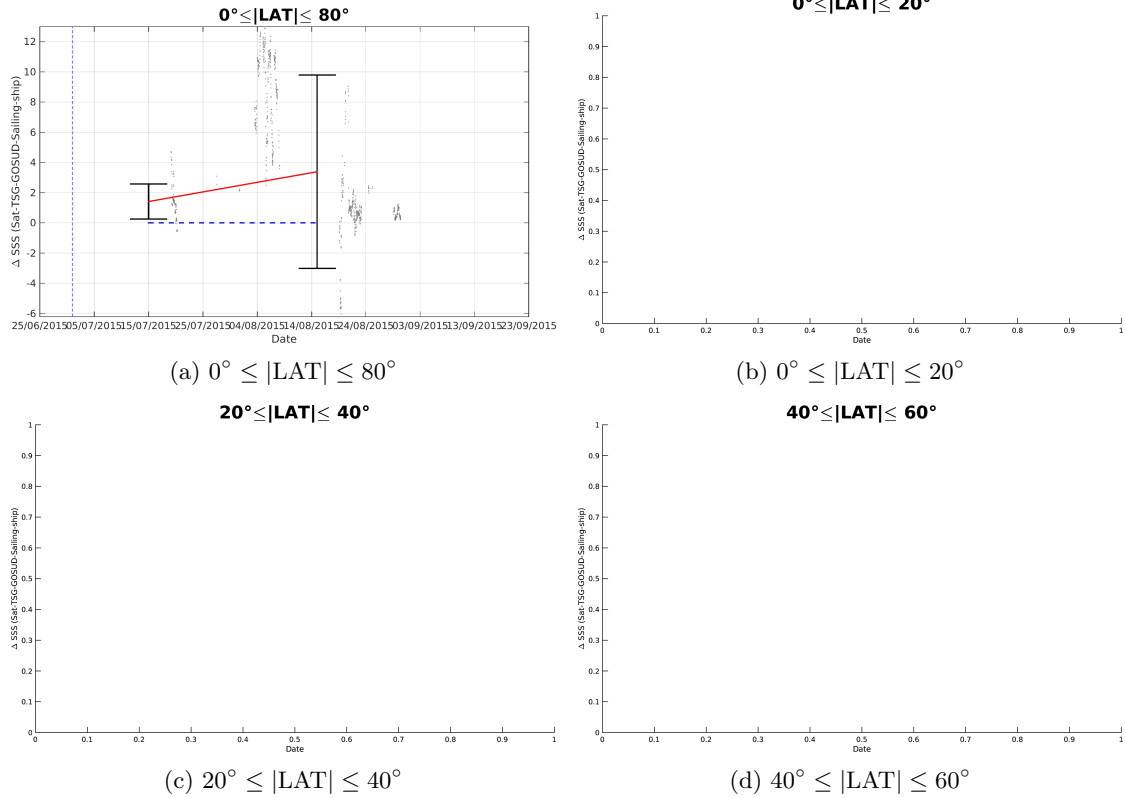 0°≤|LAT|≤ 80°
Δ SSS (Sat-TSG-GOSUD-Sailing-ship)
12
10
8
6
4
2
0
-2
-4
-6
25/06/2015 05/07/2015 15/07/2015 25/07/2015 04/08/2015 14/08/2015 24/08/2015 03/09/2015 13/09/2015 23/09/2015
Date
(a) 0° ≤ |LAT| ≤ 80°
0°≤|LAT|≤ 20°
Δ SSS (Sat-TSG-GOSUD-Sailing-ship)
1
0.9
0.8
0.7
0.6
0.5
0.4
0.3
0.2
0.1
0
0 0.1 0.2 0.3 0.4 0.5 0.6 0.7 0.8 0.9 1
Date
(b) 0° ≤ |LAT| ≤ 20°
20°≤|LAT|≤ 40°
Δ SSS (Sat-TSG-GOSUD-Sailing-ship)
1
0.9
0.8
0.7
0.6
0.5
0.4
0.3
0.2
0.1
0
0 0.1 0.2 0.3 0.4 0.5 0.6 0.7 0.8 0.9 1
Date
(c) 20° ≤ |LAT| ≤ 40°
40°≤|LAT|≤ 60°
Δ SSS (Sat-TSG-GOSUD-Sailing-ship)
1
0.9
0.8
0.7
0.6
0.5
0.4
0.3
0.2
0.1
0
0 0.1 0.2 0.3 0.4 0.5 0.6 0.7 0.8 0.9 1
Date
(d) 40° ≤ |LAT| ≤ 60°